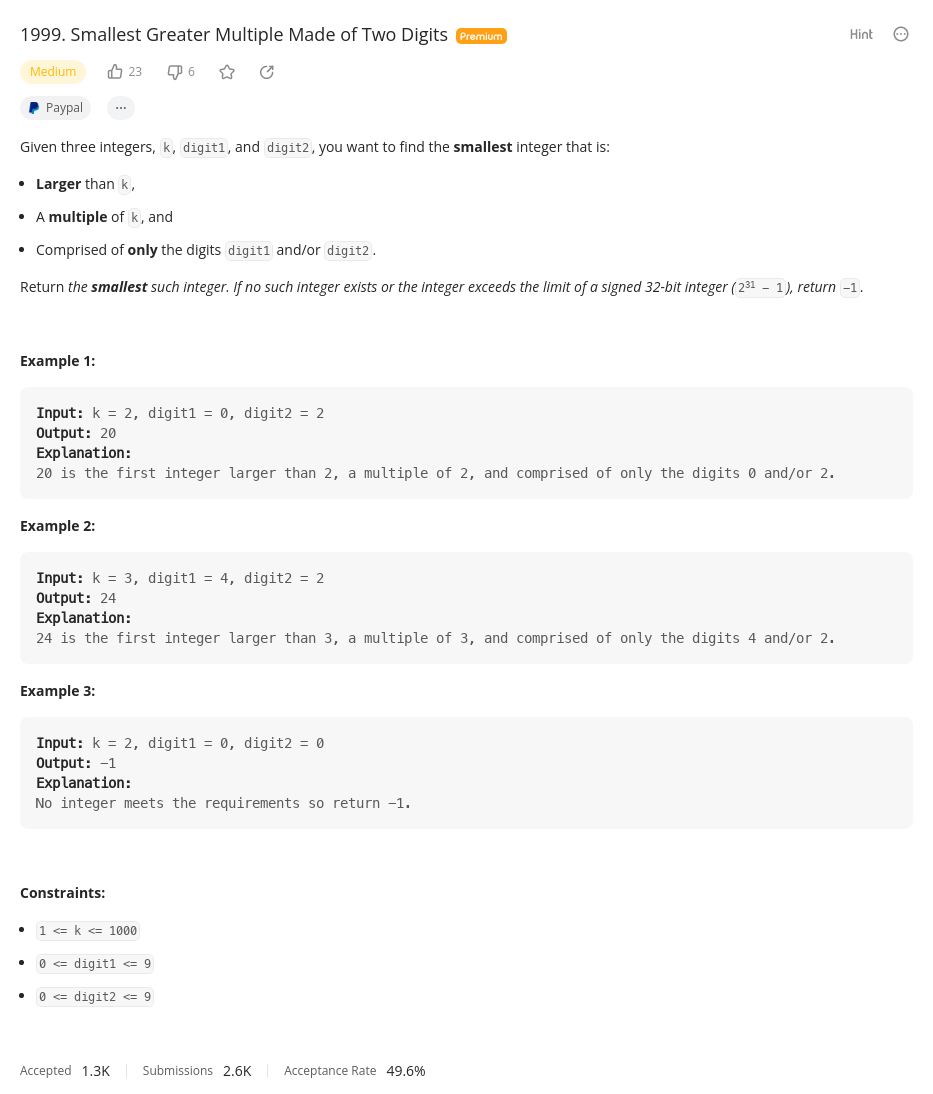 1999. Smallest Greater Multiple Made of Two Digits Premium Hint
Medium 23 6
Paypal ...
Given three integers, k, digit1, and digit2, you want to find the smallest integer that is:
• Larger than k,
• A multiple of k, and
• Comprised of only the digits digit1 and/or digit2.
Return the smallest such integer. If no such integer exists or the integer exceeds the limit of a signed 32-bit integer (2³¹ − 1), return −1.
Example 1:
Input: k = 2, digit1 = 0, digit2 = 2
Output: 20
Explanation:
20 is the first integer larger than 2, a multiple of 2, and comprised of only the digits 0 and/or 2.
Example 2:
Input: k = 3, digit1 = 4, digit2 = 2
Output: 24
Explanation:
24 is the first integer larger than 3, a multiple of 3, and comprised of only the digits 4 and/or 2.
Example 3:
Input: k = 2, digit1 = 0, digit2 = 0
Output: −1
Explanation:
No integer meets the requirements so return −1.
Constraints:
• 1 <= k <= 1000
• 0 <= digit1 <= 9
• 0 <= digit2 <= 9
Accepted 1.3K Submissions 2.6K Acceptance Rate 49.6%